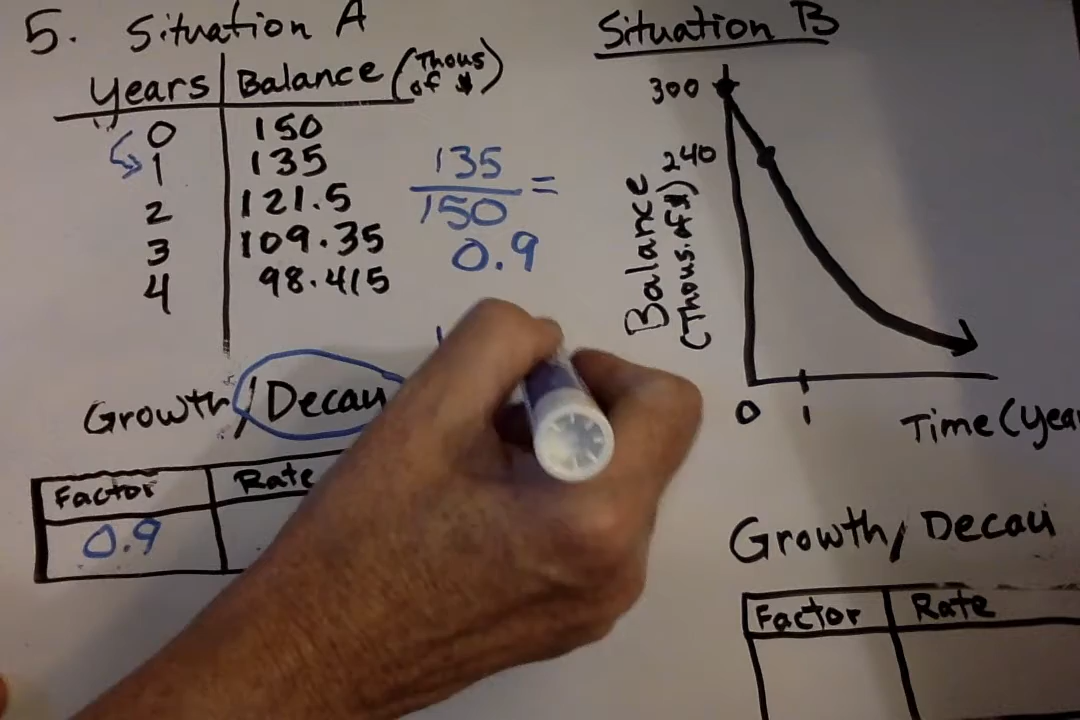 5. Situation A
Years Balance (Thous of $)
0 150
1 135
2 121.5
3 109.35
4 98.415
135
150 =
0.9
Growth/Decay
Factor Rate
0.9
Situation B
300
240
Balance
(Thous. of $)
0 1
Time (Yea
Growth/Decay
Factor Rate